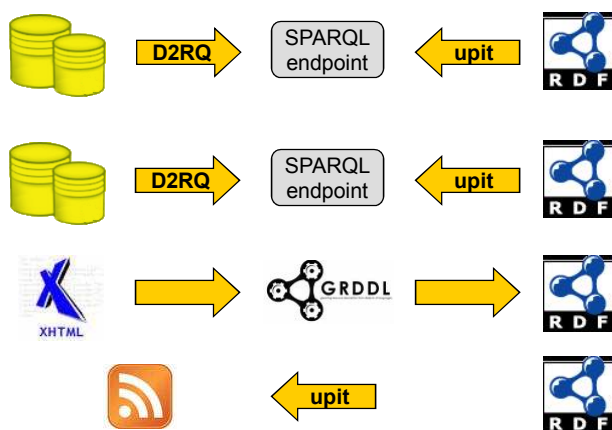 D2RQ
SPARQL
endpoint
upit
RDF
D2RQ
SPARQL
endpoint
upit
RDF
XHTML
GRDDL
RDF
upit
RDF